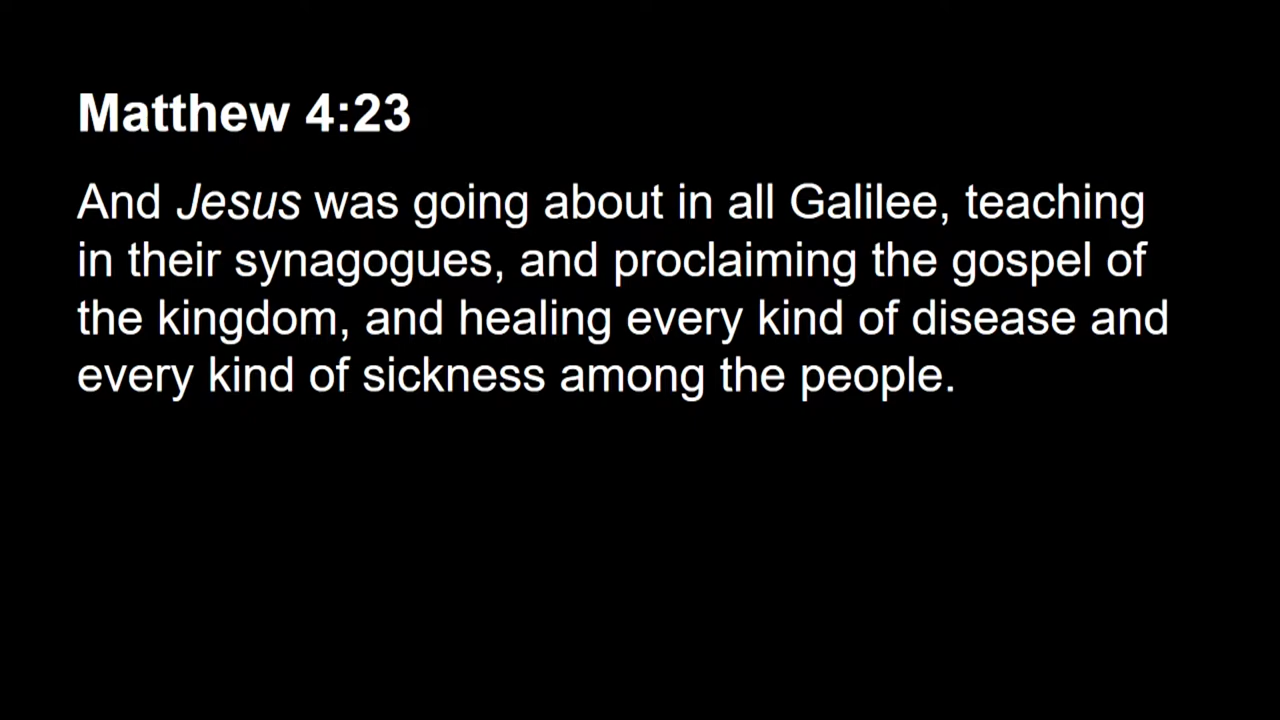 Matthew 4:23
And Jesus was going about in all Galilee, teaching
in their synagogues, and proclaiming the gospel of
the kingdom, and healing every kind of disease and
every kind of sickness among the people.